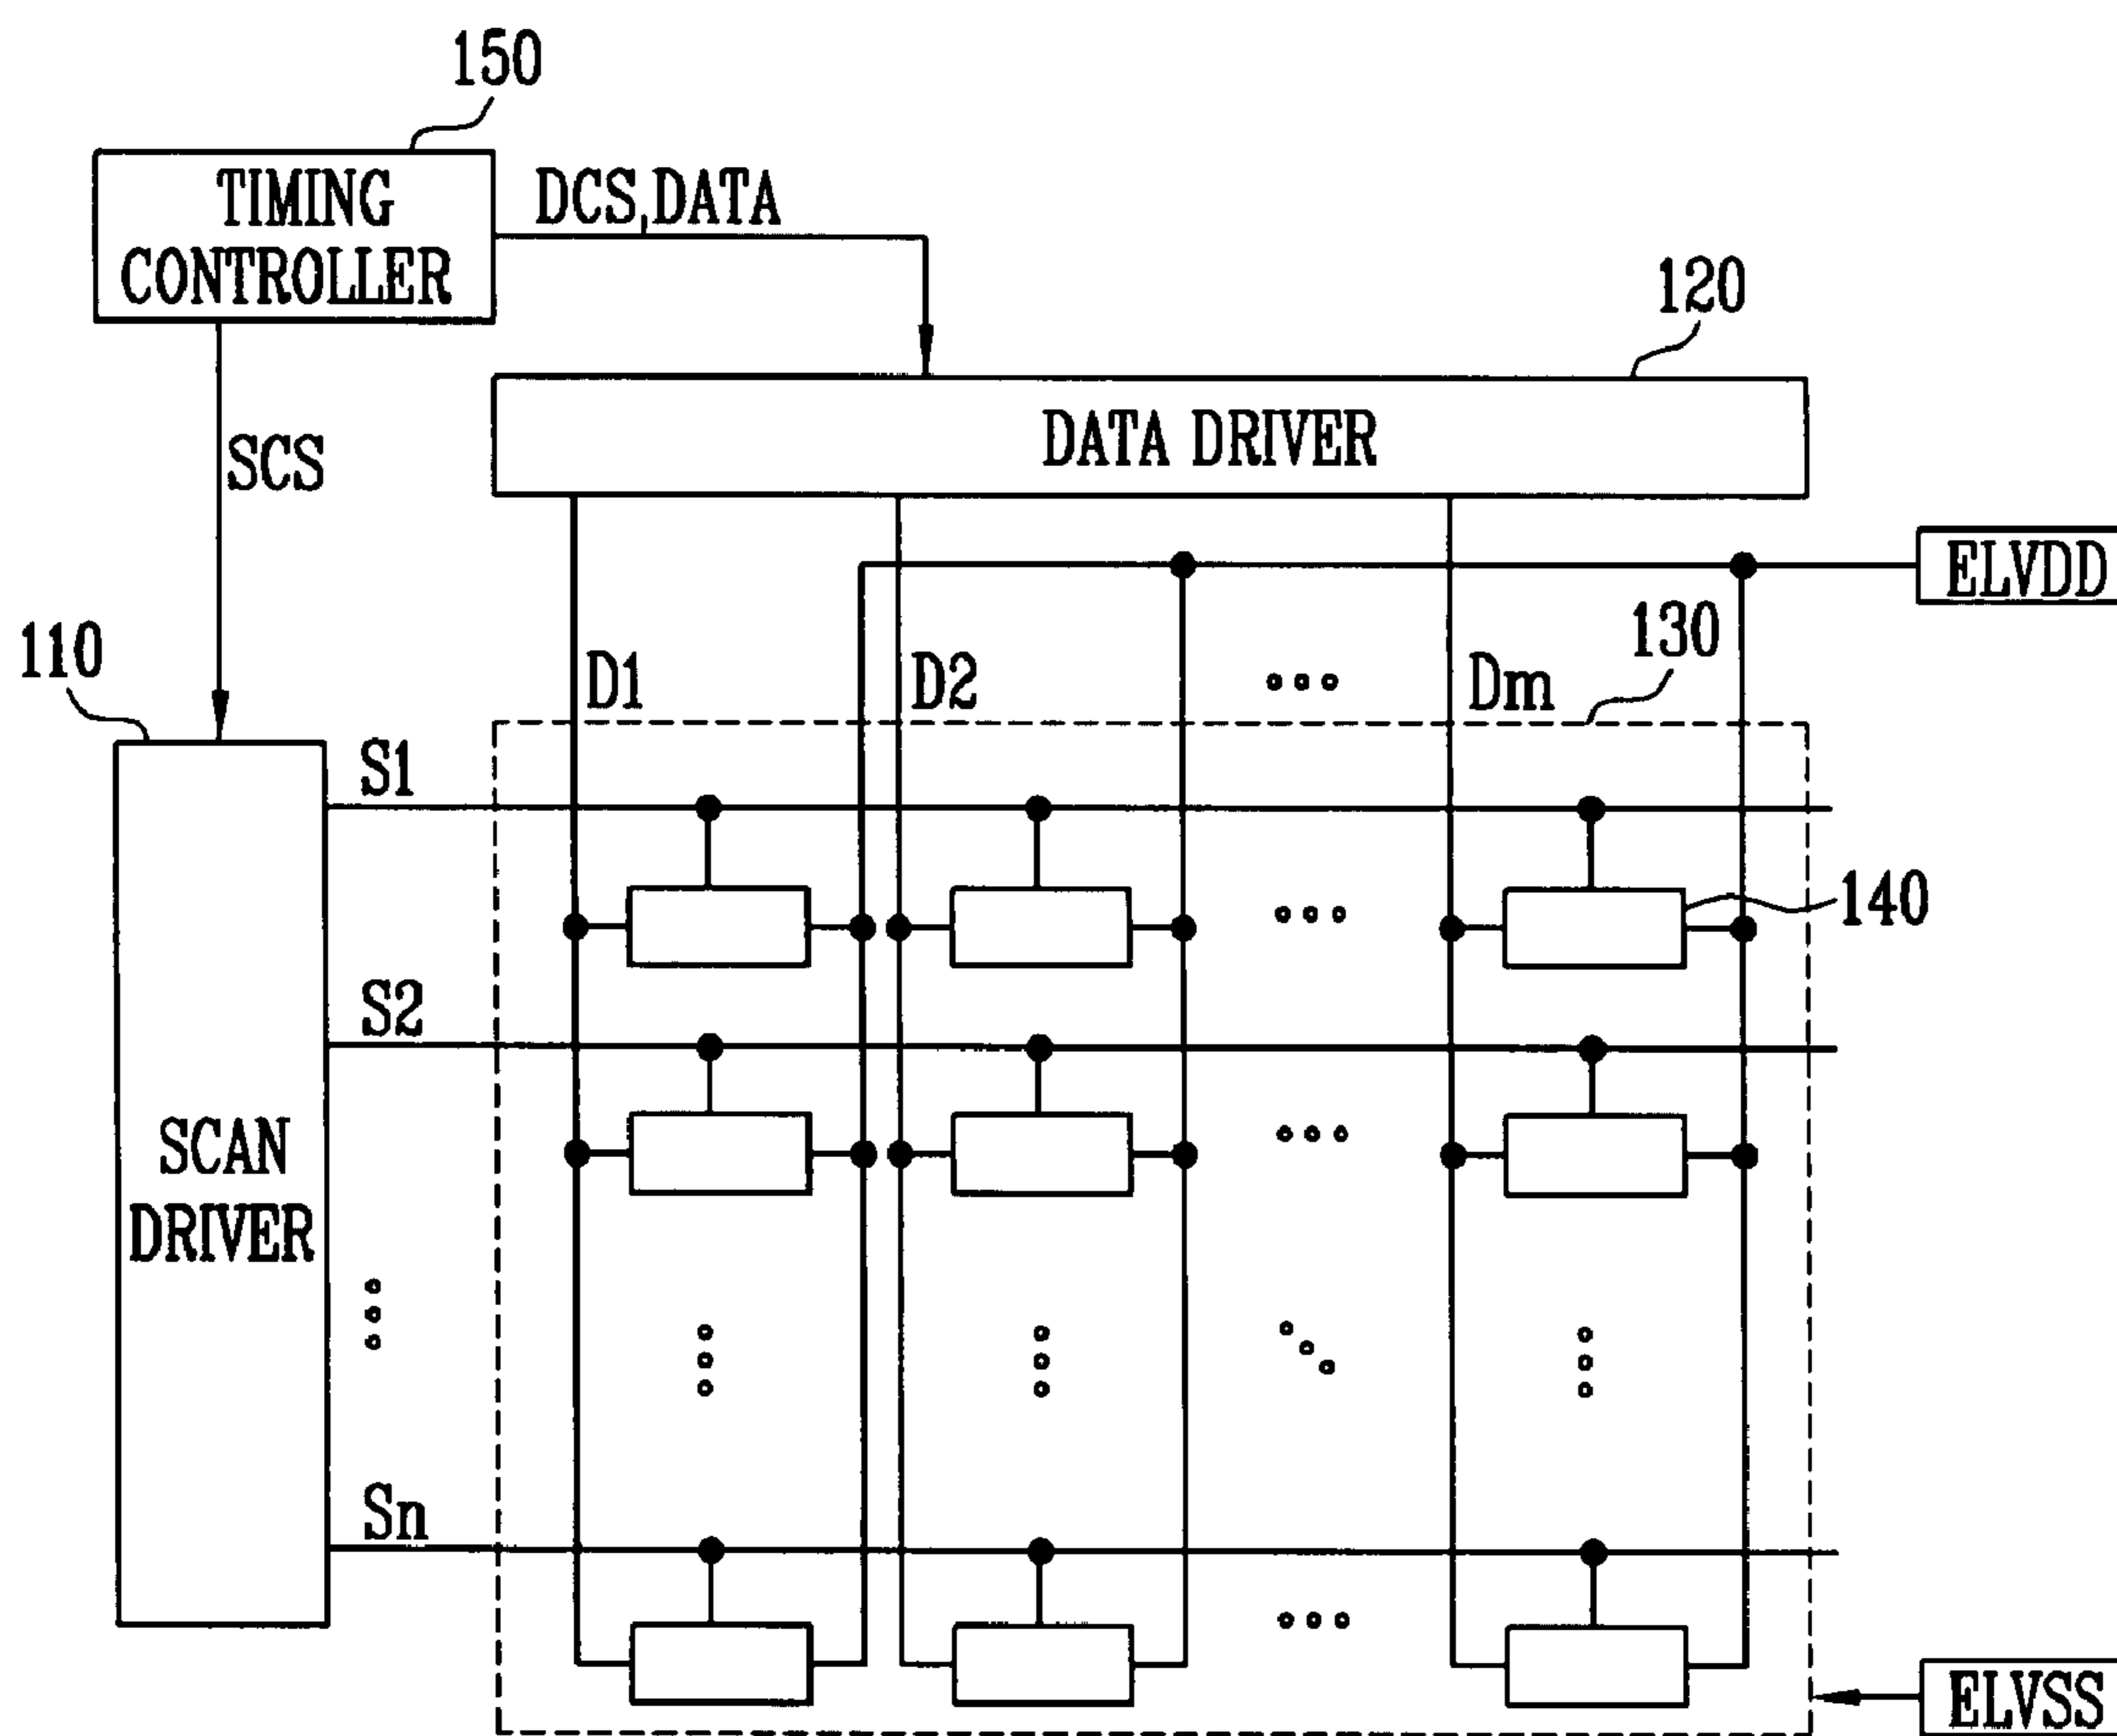 150
TIMING
CONTROLLER
DCS,DATA
120
DATA DRIVER
SCS
ELVDD
110
D1
D2
Dm
130
S1
140
S2
SCAN
DRIVER
Sn
ELVSS